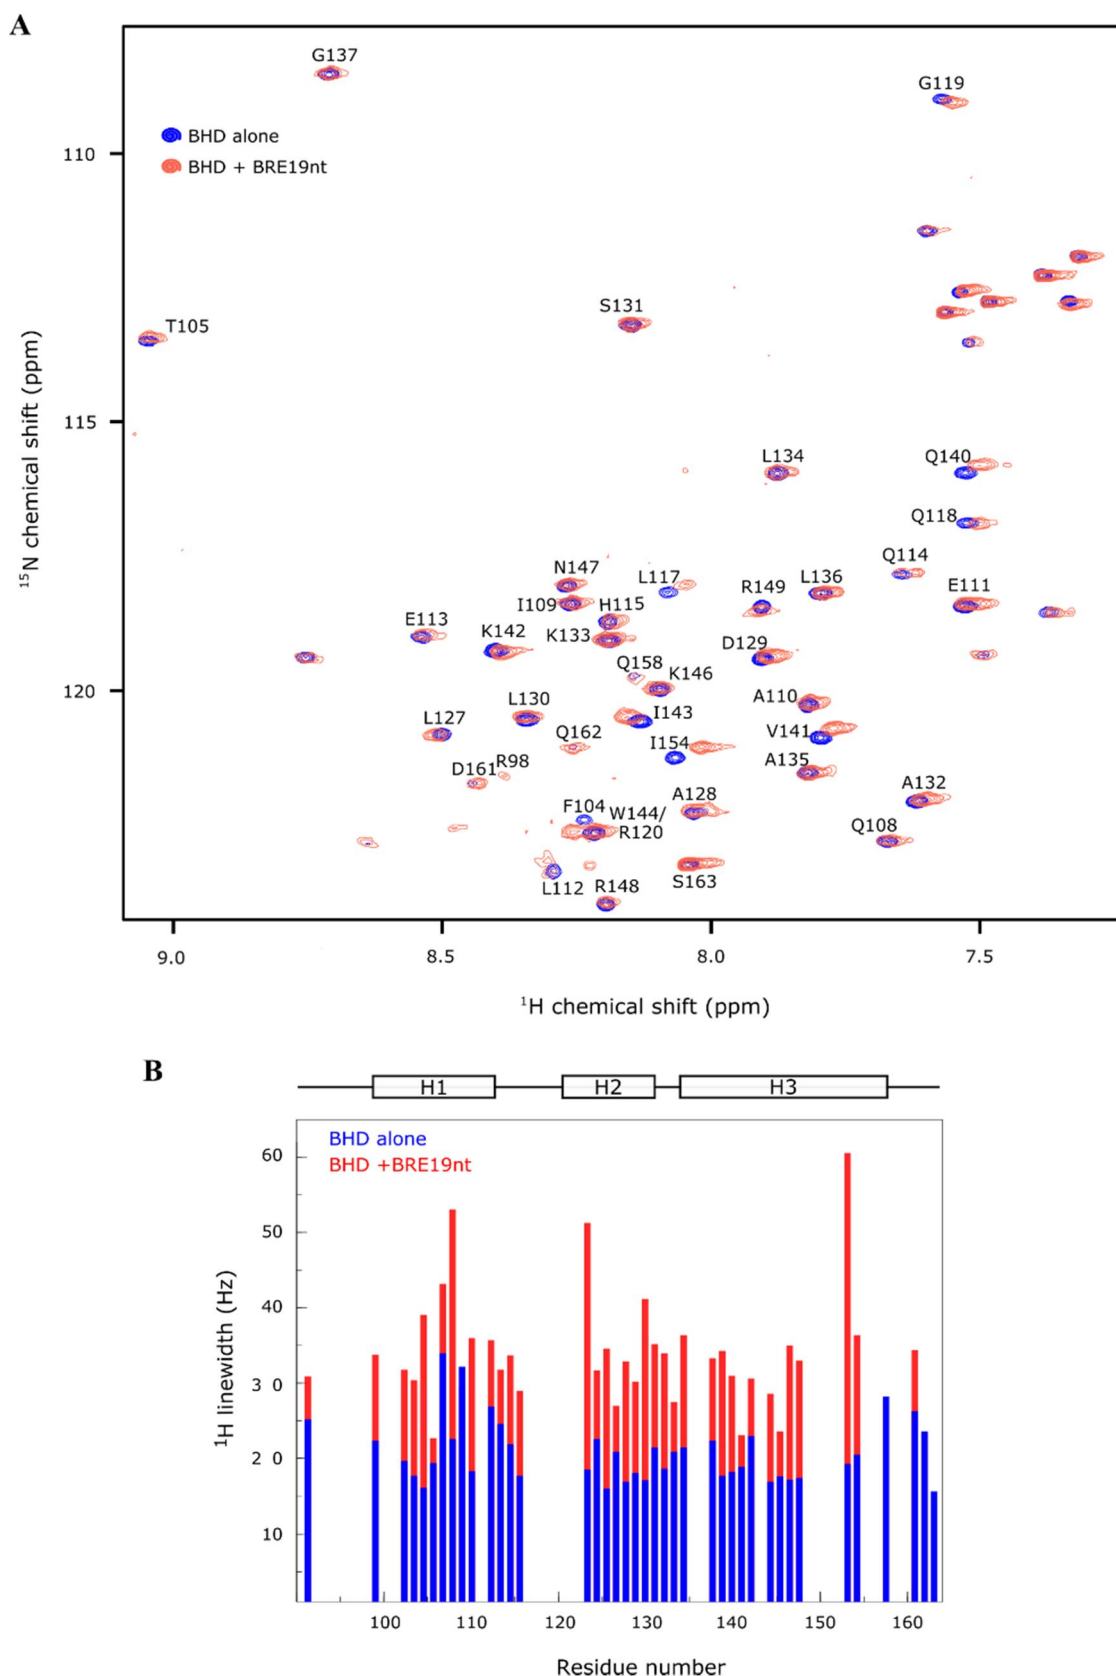 A
G137
G119
BHD alone
BHD + BRE19nt
110
T105
S131
115
L134
Q140
Q118
N147
L117
Q114
I109
H115
R149
L136
E111
E113
K142
K133
D129
Q158
K146
120
L130
A110
L127
I143
V141
Q162
I154
A135
D161
R98
A128
A132
F104
W144/
R120
Q108
L112
R148
S163
9.0
8.5
8.0
7.5
15N chemical shift (ppm)
1H chemical shift (ppm)
B
H1
H2
H3
BHD alone
BHD +BRE19nt
60
50
40
3 0
2 0
10
1H linewidth (Hz)
100
110
120
130
140
150
160
Residue number